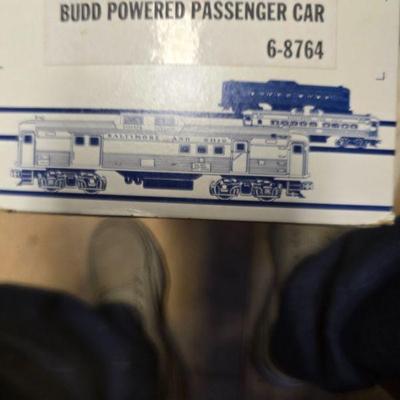 BUDD POWERED PASSENGER CAR
6-8764
BALTIMORE AND OHIO